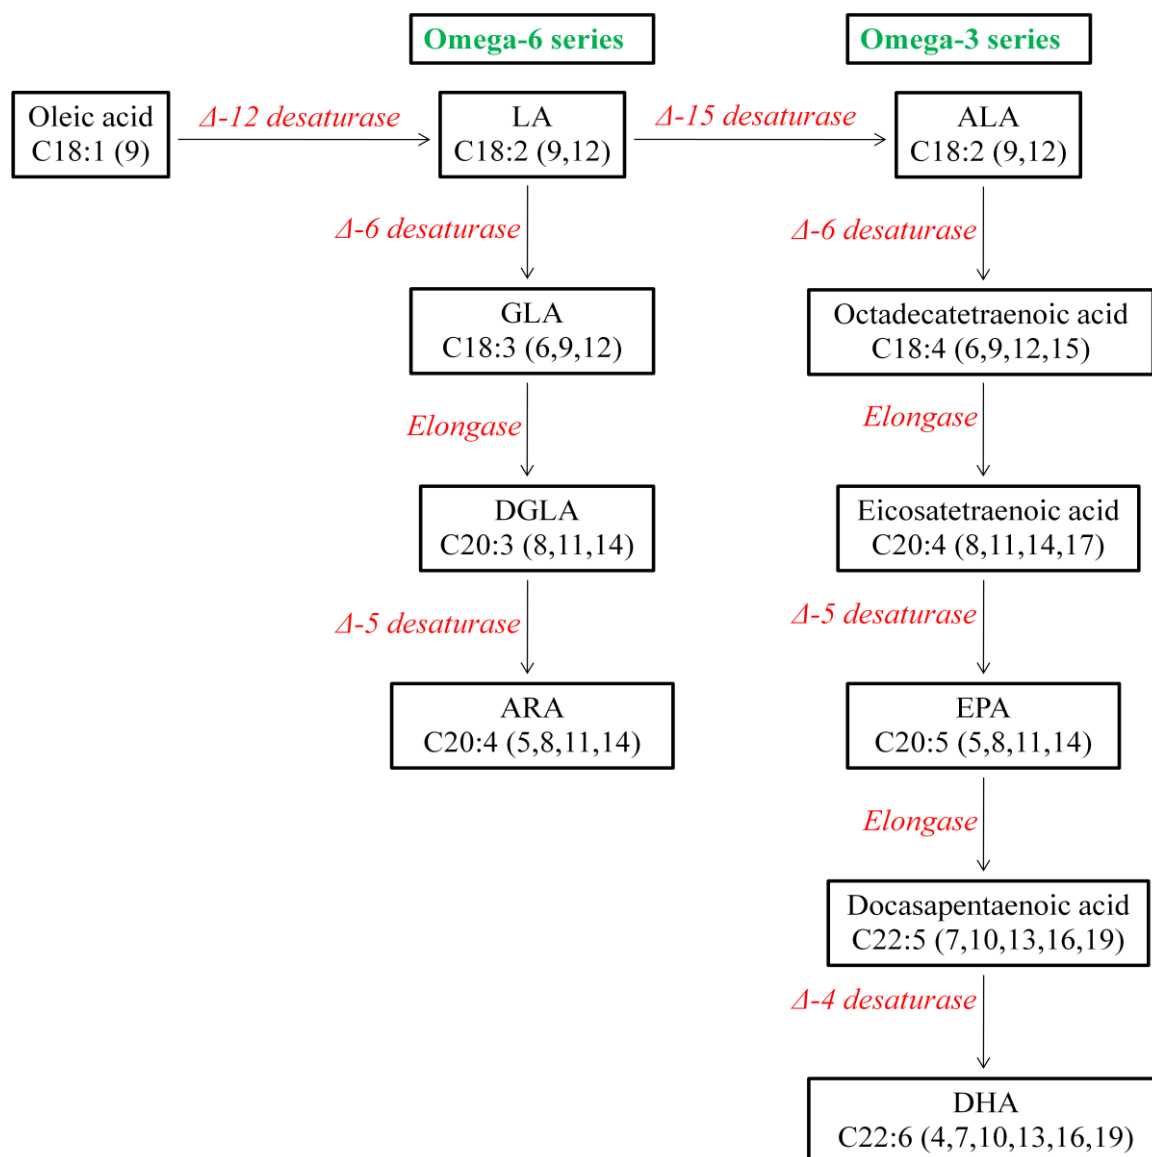 Omega-6 series
Omega-3 series
Oleic acid
C18:1 (9)
Δ-12 desaturase
LA
C18:2 (9,12)
Δ-15 desaturase
ALA
C18:2 (9,12)
Δ-6 desaturase
Δ-6 desaturase
GLA
C18:3 (6,9,12)
Octadecatetraenoic acid
C18:4 (6,9,12,15)
Elongase
Elongase
DGLA
C20:3 (8,11,14)
Eicosatetraenoic acid
C20:4 (8,11,14,17)
Δ-5 desaturase
Δ-5 desaturase
ARA
C20:4 (5,8,11,14)
EPA
C20:5 (5,8,11,14)
Elongase
Docasapentaenoic acid
C22:5 (7,10,13,16,19)
Δ-4 desaturase
DHA
C22:6 (4,7,10,13,16,19)